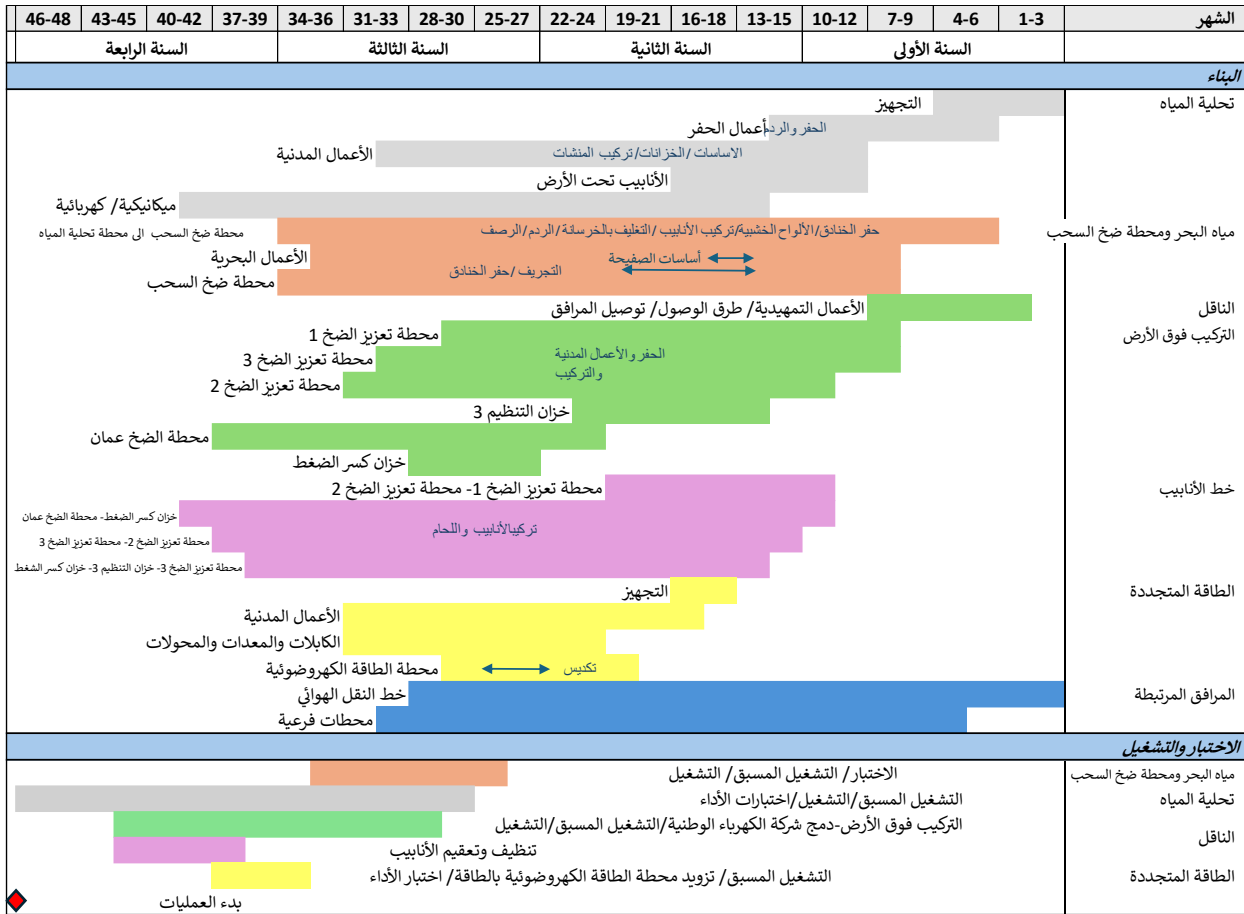 الشهر 1-3 4-6 7-9 10-12 13-15 16-18 19-21 22-24 25-27 28-30 31-33 34-36 37-39 40-42 43-45 46-48
السنة الأولى السنة الثانية السنة الثالثة السنة الرابعة
البناء
تحلية المياه التجهيز
الحفر والردم أعمال الحفر
الاساسات /الخزانات/ تركيب المنشات الأعمال المدنية
الأنابيب تحت الأرض
ميكانيكية/ كهربائية
مياه البحر ومحطة ضخ السحب حفر الخنادق/ الألواح الخشبية/ تركيب الأنابيب /التغليف بالخرسانة/ الردم/ الرصف محطة ضخ السحب الى محطة تحلية المياه
أساسات الصفيحة الأعمال البحرية
التجريف /حفر الخنادق محطة ضخ السحب
الناقل الأعمال التمهيدية/ طرق الوصول/ توصيل المرافق
التركيب فوق الأرض محطة تعزيز الضخ 1
الحفر والأعمال المدنية
والتركيب
محطة تعزيز الضخ 3
محطة تعزيز الضخ 2
خزان التنظيم 3
محطة الضخ عمان
خزان كسر الضغط
خط الأنابيب محطة تعزيز الضخ 1- محطة تعزيز الضخ 2
تركيبالأنابيب واللحام خزان كسر الضغط- محطة الضخ عمان
محطة تعزيز الضخ 2- محطة تعزيز الضخ 3
محطة تعزيز الضخ 3- خزان التنظيم 3- خزان كسر الشغط
الطاقة المتجددة التجهيز
الأعمال المدنية
الكابلات والمعدات والمحولات
تكديس محطة الطاقة الكهروضوئية
المرافق المرتبطة خط النقل الهوائي
محطات فرعية
الاختبار والتشغيل
مياه البحر ومحطة ضخ السحب الاختبار/ التشغيل المسبق/ التشغيل
تحلية المياه التشغيل المسبق/التشغيل/اختبارات الأداء
الناقل التركيب فوق الأرض-دمج شركة الكهرباء الوطنية/التشغيل المسبق/التشغيل
تنظيف وتعقيم الأنابيب
الطاقة المتجددة التشغيل المسبق/ تزويد محطة الطاقة الكهروضوئية بالطاقة/ اختبار الأداء
بدء العمليات